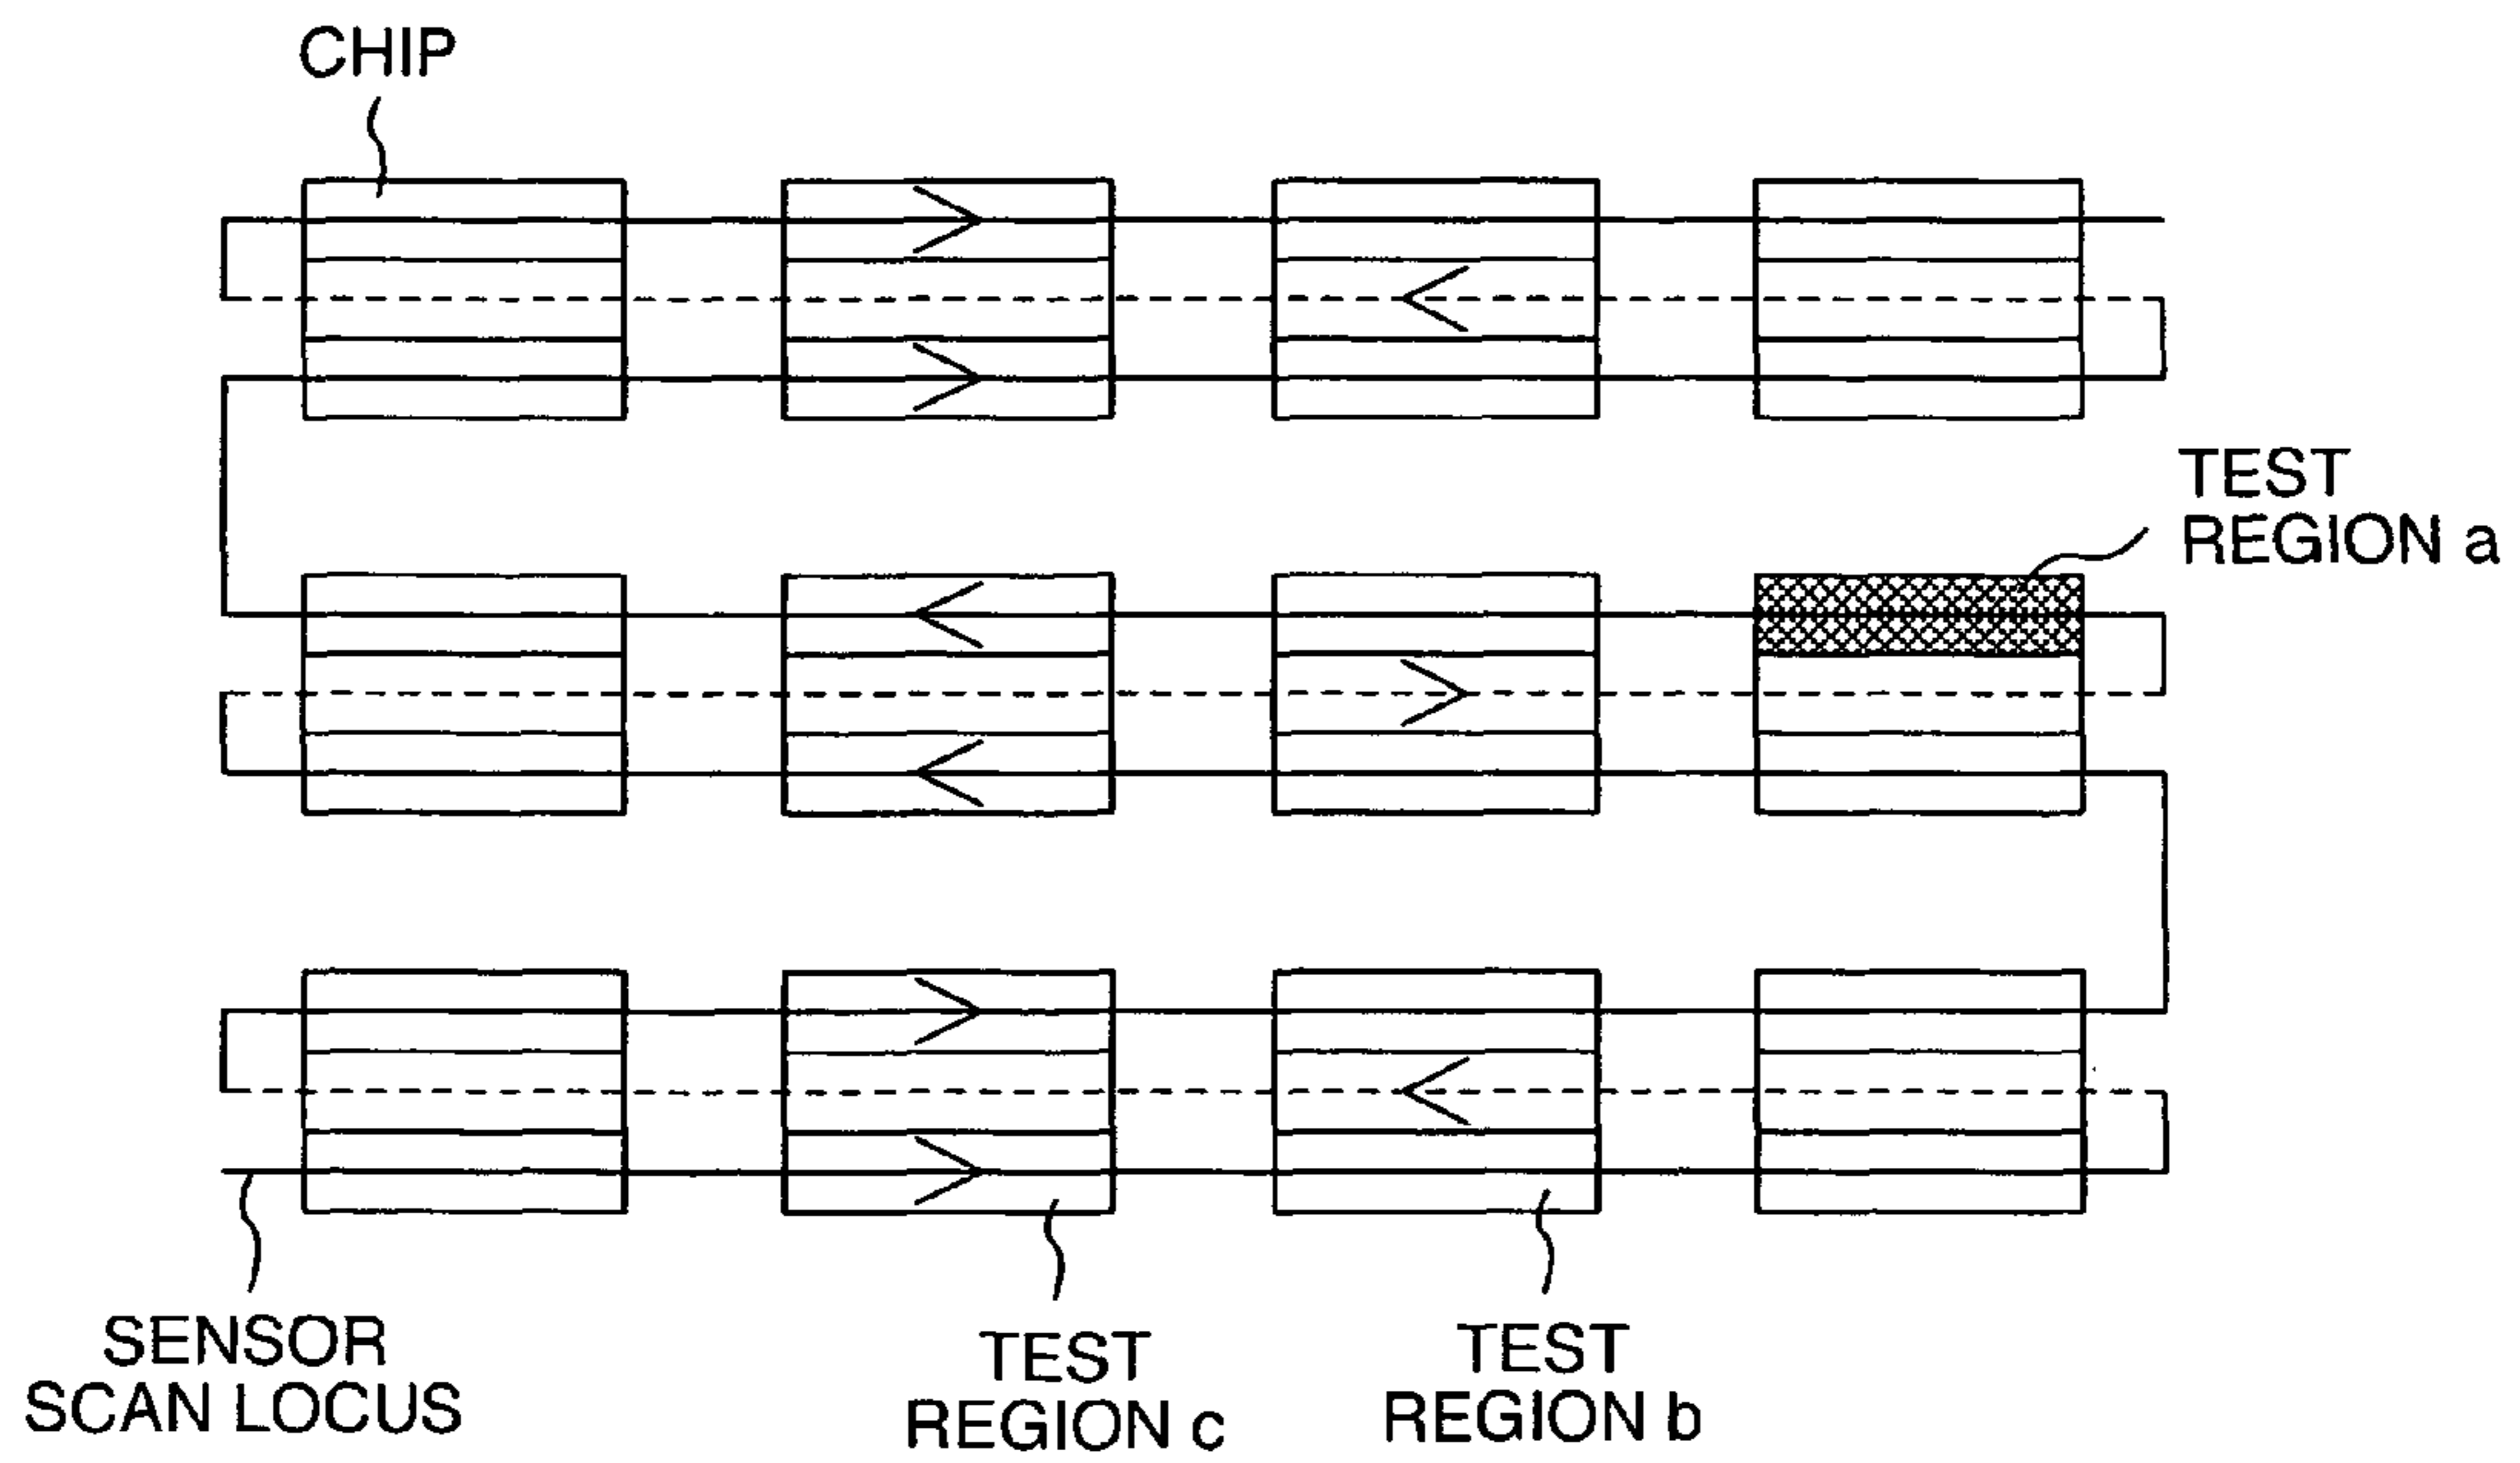 CHIP
TEST
REGION a
SENSOR
SCAN LOCUS
TEST
REGION c
TEST
REGION b